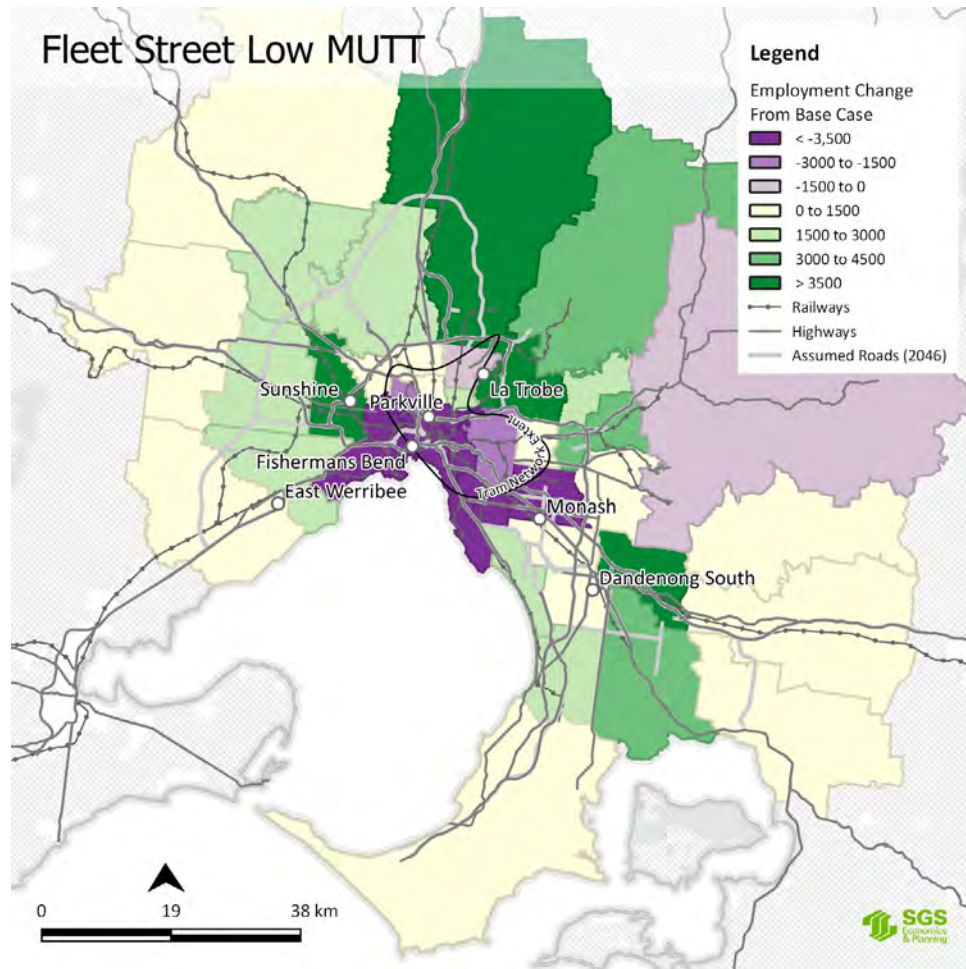 Fleet Street Low MUTT
Legend
Employment Change
From Base Case
< -3,500
-3000 to -1500
-1500 to 0
0 to 1500
1500 to 3000
3000 to 4500
> 3500
Railways
Highways
Assumed Roads (2046)
La Trobe
Sunshine
Parkville
Tram Network Extent
Fishermans Bend
East Werribee
Monash
Dandenong South
0
19
38 km
SGS
Economics
& Planning